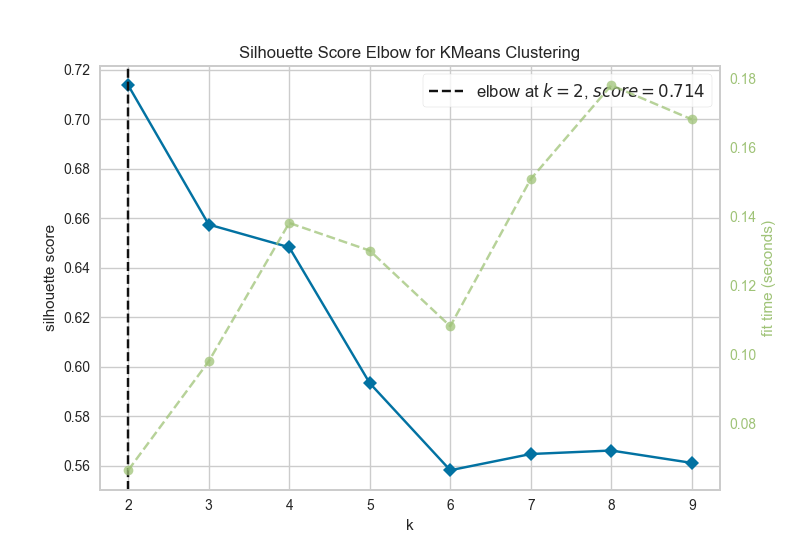 Silhouette Score Elbow for KMeans Clustering
elbow at k = 2, score = 0.714
silhouette score
0.72
0.70
0.68
0.66
0.64
0.62
0.60
0.58
0.56
2 3 4 5 6 7 8 9
k
0.18
0.16
0.14
0.12
0.10
0.08
fit time (seconds)